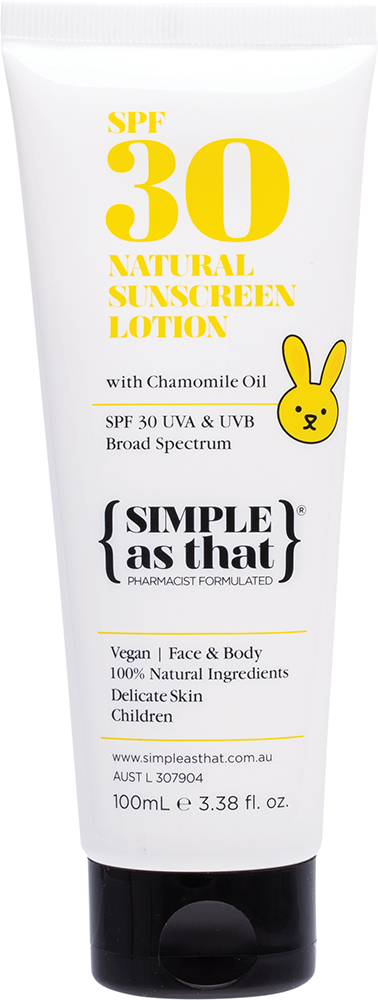 SPF
30
NATURAL
SUNSCREEN
LOTION
with Chamomile Oil
SPF 30 UVA & UVB
Broad Spectrum
{SIMPLE
as that}®
PHARMACIST FORMULATED
Vegan | Face & Body
100% Natural Ingredients
Delicate Skin
Children
www.simpleasthat.com.au
AUST L 307904
100mL ℮ 3.38 fl. oz.